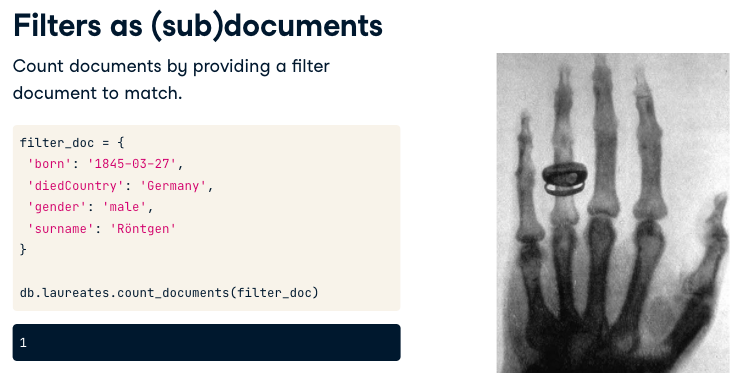 Filters as (sub)documents
Count documents by providing a filter
document to match.
filter_doc = {
'born': '1845-03-27',
'diedCountry': 'Germany',
'gender': 'male',
'surname': 'Röntgen'
}
db.laureates.count_documents(filter_doc)
1